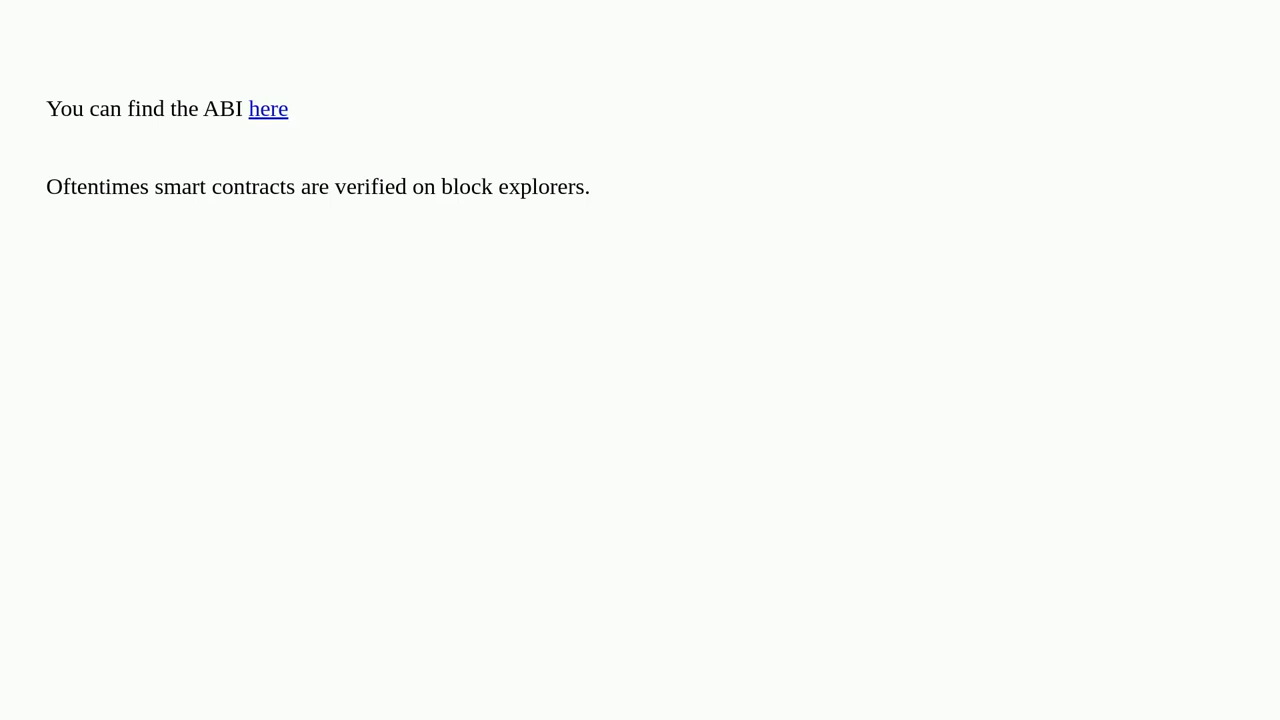 You can find the ABI here
Oftentimes smart contracts are verified on block explorers.